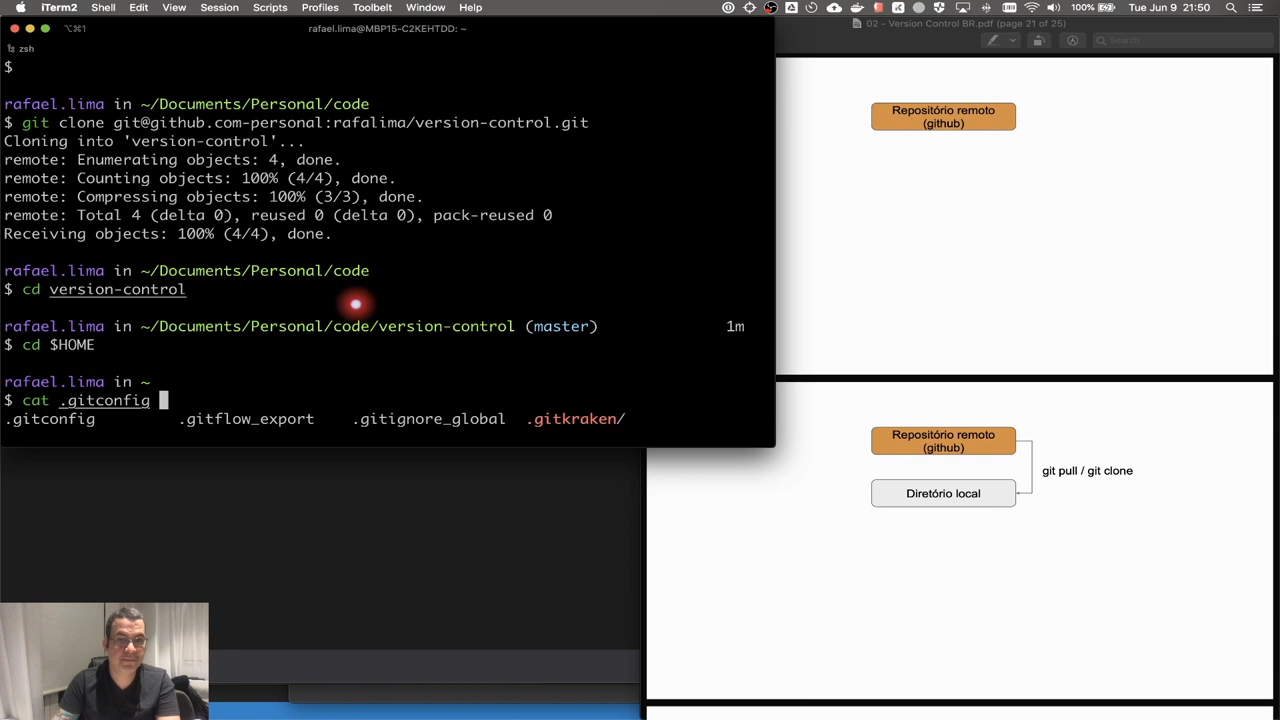 iTerm2 Shell Edit View Session Scripts Profiles Toolbelt Window Help 100% Tue Jun 9 21:50
⌥⌘1 rafael.lima@MBP15-C2KEHTDD: ~
zsh
$
rafael.lima in ~/Documents/Personal/code
$ git clone git@github.com-personal:rafalima/version-control.git
Cloning into 'version-control'...
remote: Enumerating objects: 4, done.
remote: Counting objects: 100% (4/4), done.
remote: Compressing objects: 100% (3/3), done.
remote: Total 4 (delta 0), reused 0 (delta 0), pack-reused 0
Receiving objects: 100% (4/4), done.
rafael.lima in ~/Documents/Personal/code
$ cd version-control
rafael.lima in ~/Documents/Personal/code/version-control (master) 1m
$ cd $HOME
rafael.lima in ~
$ cat .gitconfig
.gitconfig .gitflow_export .gitignore_global .gitkraken/
02 - Version Control BR.pdf (page 21 of 25)
Search
Repositório remoto
(github)
Repositório remoto
(github)
git pull / git clone
Diretório local